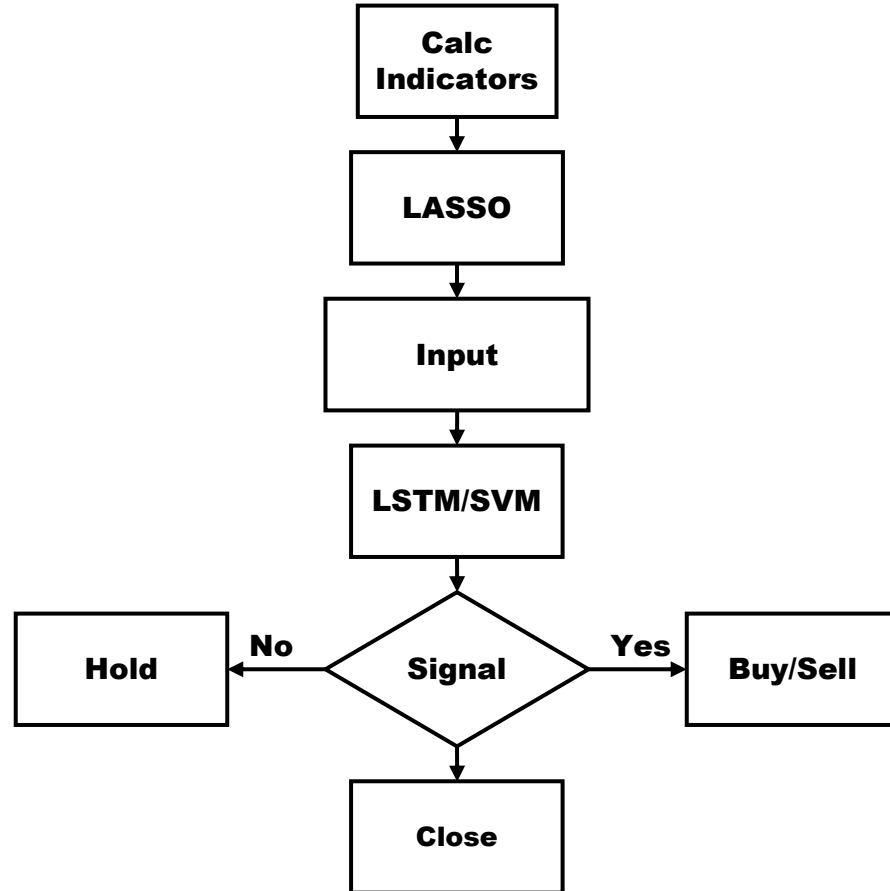 Calc
Indicators
LASSO
Input
LSTM/SVM
Hold
No
Signal
Yes
Buy/Sell
Close